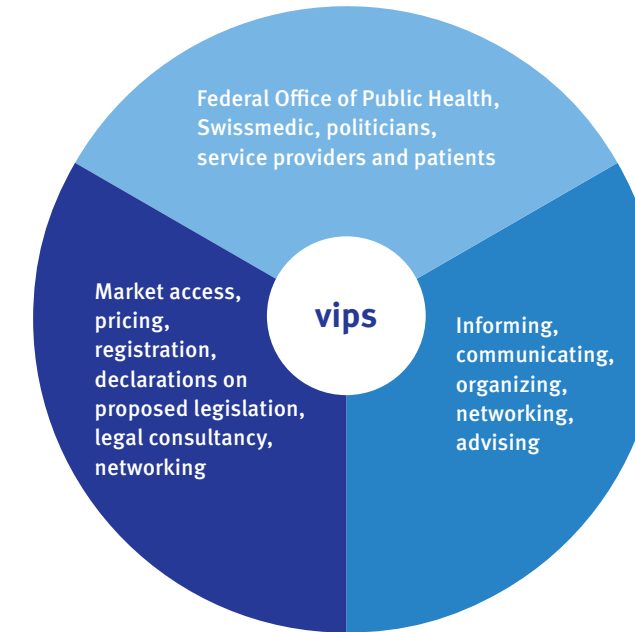 Federal Office of Public Health,
Swissmedic, politicians,
service providers and patients
Market access,
pricing,
registration,
declarations on
proposed legislation,
legal consultancy,
networking
vips
Informing,
communicating,
organizing,
networking,
advising